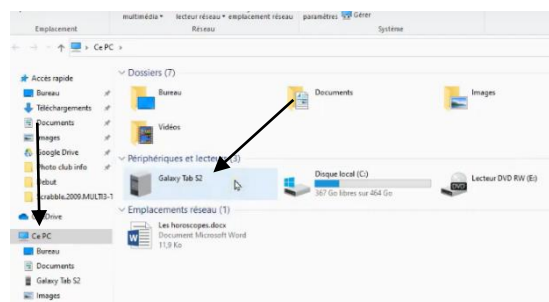 multimédia lecteur réseau emplacement réseau paramètres Gérer
Emplacement Réseau Système
Ce PC
Accès rapide
Bureau
Téléchargements
Documents
Images
Google Drive
Photo club info
Debut
Scrabble.2009.MULTI3-1
OneDrive
Ce PC
Bureau
Documents
Galaxy Tab S2
Images
Dossiers (7)
Bureau
Documents
Images
Vidéos
Périphériques et lecteurs (3)
Galaxy Tab S2
Disque local (C:)
367 Go libres sur 464 Go
Lecteur DVD RW (E:)
DVD
Emplacements réseau (1)
Les horoscopes.docx
Document Microsoft Word
11,9 Ko
W